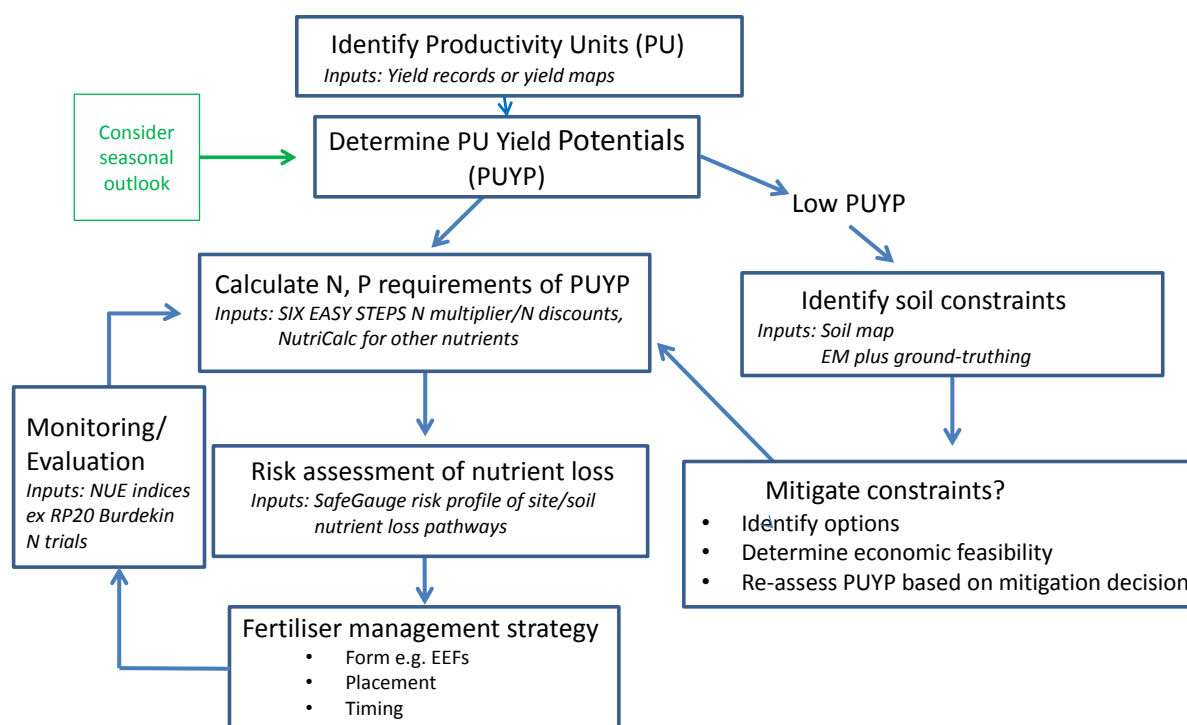 Identify Productivity Units (PU)
Inputs: Yield records or yield maps
Consider
seasonal
outlook
Determine PU Yield Potentials
(PUYP)
Low PUYP
Calculate N, P requirements of PUYP
Inputs: SIX EASY STEPS N multiplier/N discounts,
NutriCalc for other nutrients
Identify soil constraints
Inputs: Soil map
EM plus ground-truthing
Monitoring/
Evaluation
Inputs: NUE indices
ex RP20 Burdekin
N trials
Risk assessment of nutrient loss
Inputs: SafeGauge risk profile of site/soil
nutrient loss pathways
Mitigate constraints?
• Identify options
• Determine economic feasibility
• Re-assess PUYP based on mitigation decision
Fertiliser management strategy
• Form e.g. EEFs
• Placement
• Timing